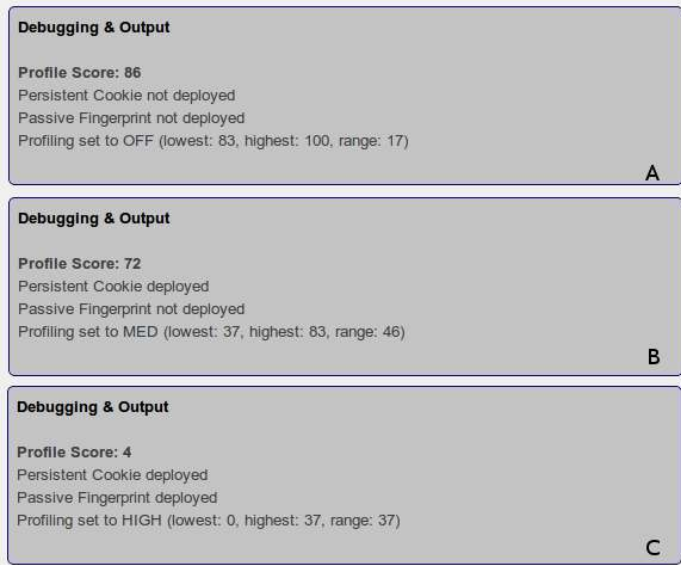 Debugging & Output
Profile Score: 86
Persistent Cookie not deployed
Passive Fingerprint not deployed
Profiling set to OFF (lowest: 83, highest: 100, range: 17)
A
Debugging & Output
Profile Score: 72
Persistent Cookie deployed
Passive Fingerprint not deployed
Profiling set to MED (lowest: 37, highest: 83, range: 46)
B
Debugging & Output
Profile Score: 4
Persistent Cookie deployed
Passive Fingerprint deployed
Profiling set to HIGH (lowest: 0, highest: 37, range: 37)
C